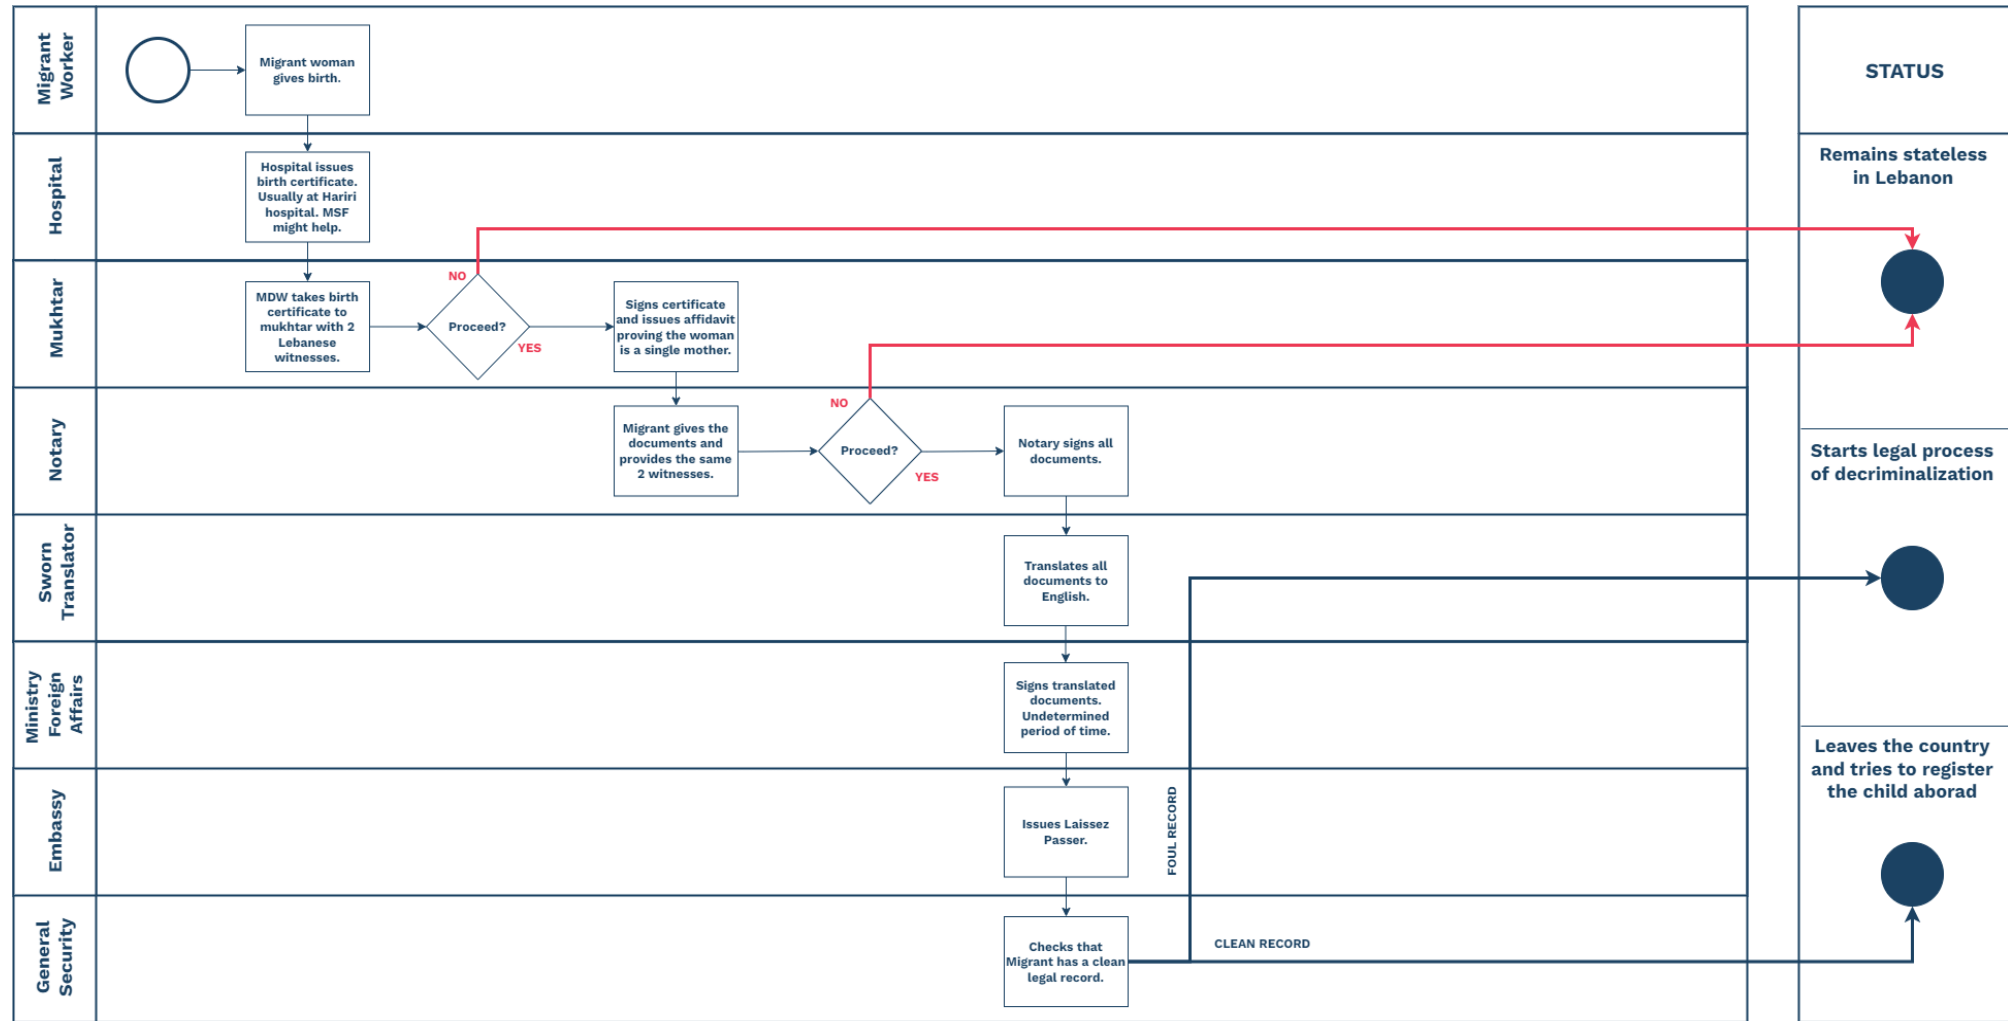 Migrant
Worker
Migrant woman
gives birth.
STATUS
Hospital
Hospital issues
birth certificate.
Usually at Hariri
hospital. MSF
might help.
Remains stateless
in Lebanon
Mukhtar
MDW takes birth
certificate to
mukhtar with 2
Lebanese
witnesses.
NO
Proceed?
YES
Signs certificate
and issues affidavit
proving the woman
is a single mother.
Notary
Migrant gives the
documents and
provides the same
2 witnesses.
NO
Proceed?
YES
Notary signs all
documents.
Starts legal process
of decriminalization
Sworn
Translator
Translates all
documents to
English.
Ministry
Foreign
Affairs
Signs translated
documents.
Undetermined
period of time.
Leaves the country
and tries to register
the child aborad
Embassy
Issues Laissez
Passer.
FOUL RECORD
General
Security
Checks that
Migrant has a clean
legal record.
CLEAN RECORD